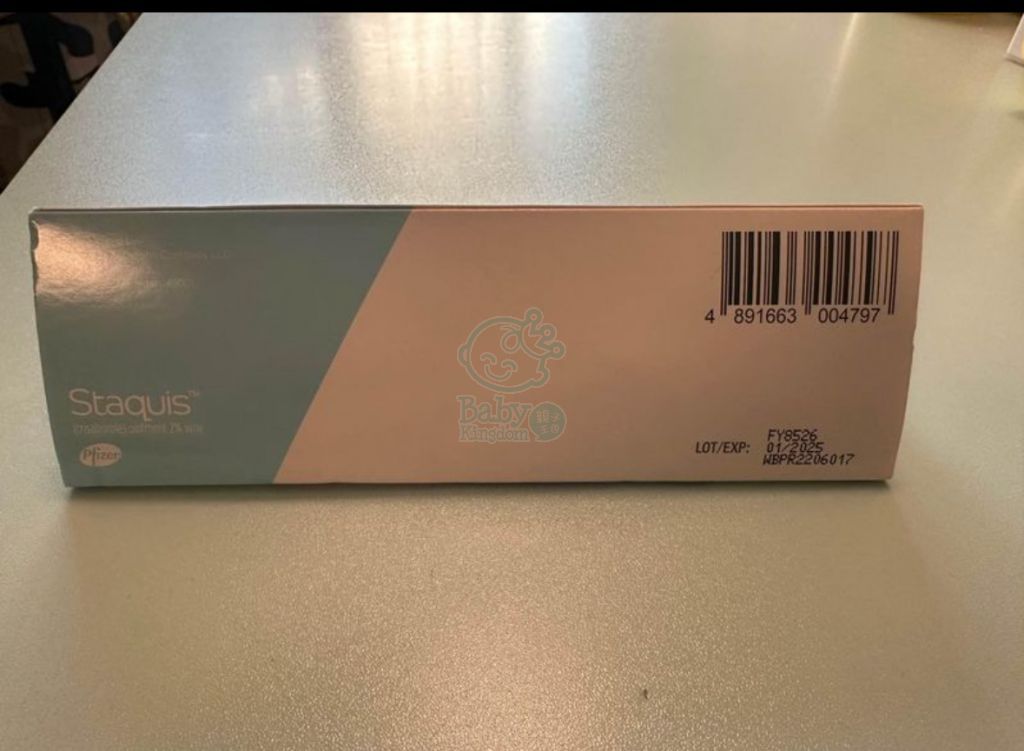 Staquis™
(crisaborole) ointment 2% w/w
Pfizer
4 891663 004797
LOT/EXP: FY8526
01/2025
WBPR2206017
Baby
Kingdom